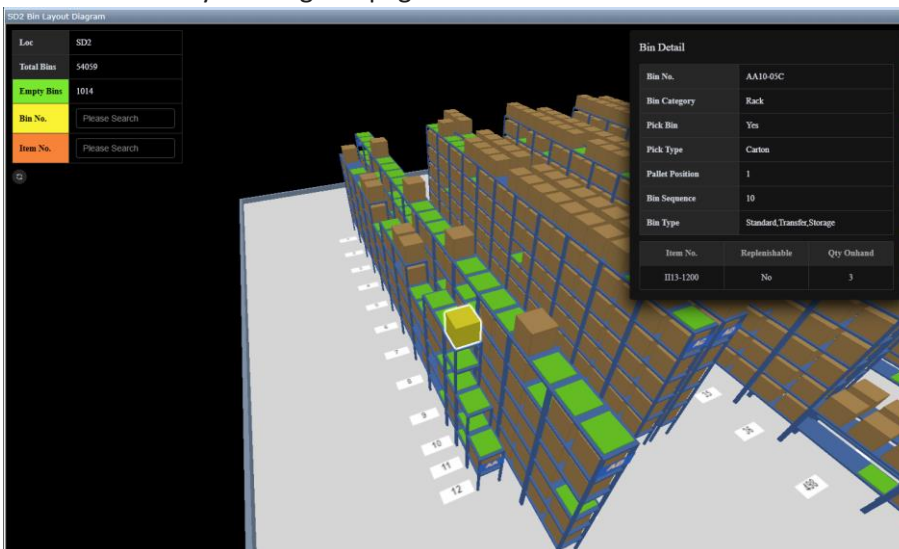 SD2 Bin Layout Diagram
Loc SD2
Total Bins 54059
Empty Bins 1014
Bin No. Please Search
Item No. Please Search
Bin Detail
Bin No. AA10-05C
Bin Category Rack
Pick Bin Yes
Pick Type Carton
Pallet Position 1
Bin Sequence 10
Bin Type Standard,Transfer,Storage
Item No. Replenishable Qty Onhand
II13-1200 No 3
8
9
10
11
12